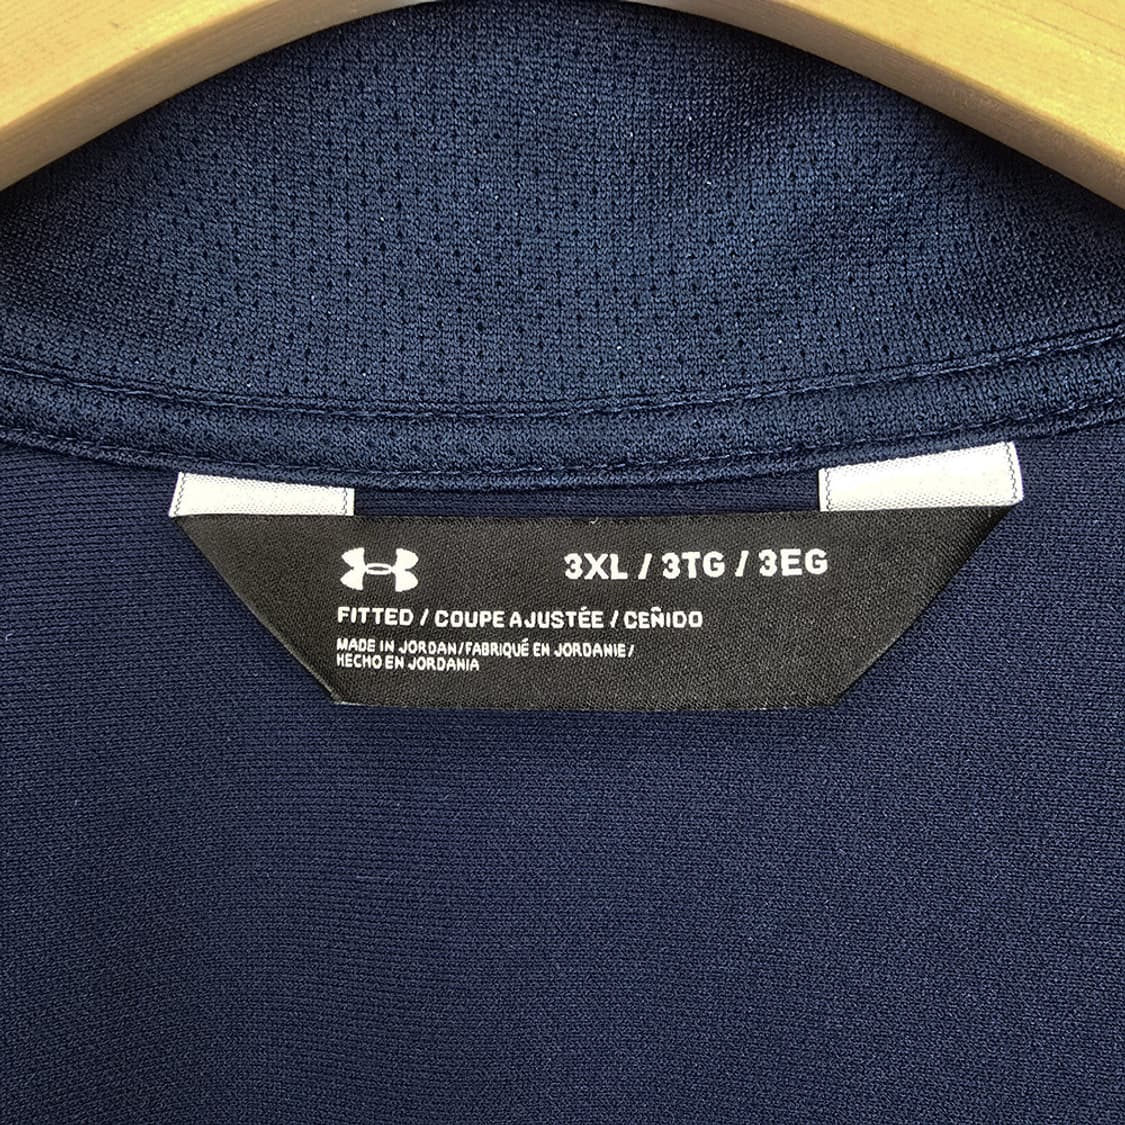 3XL / 3TG / 3EG
FITTED / COUPE AJUSTÉE / CEÑIDO
MADE IN JORDAN/FABRIQUÉ EN JORDANIE/
HECHO EN JORDANIA